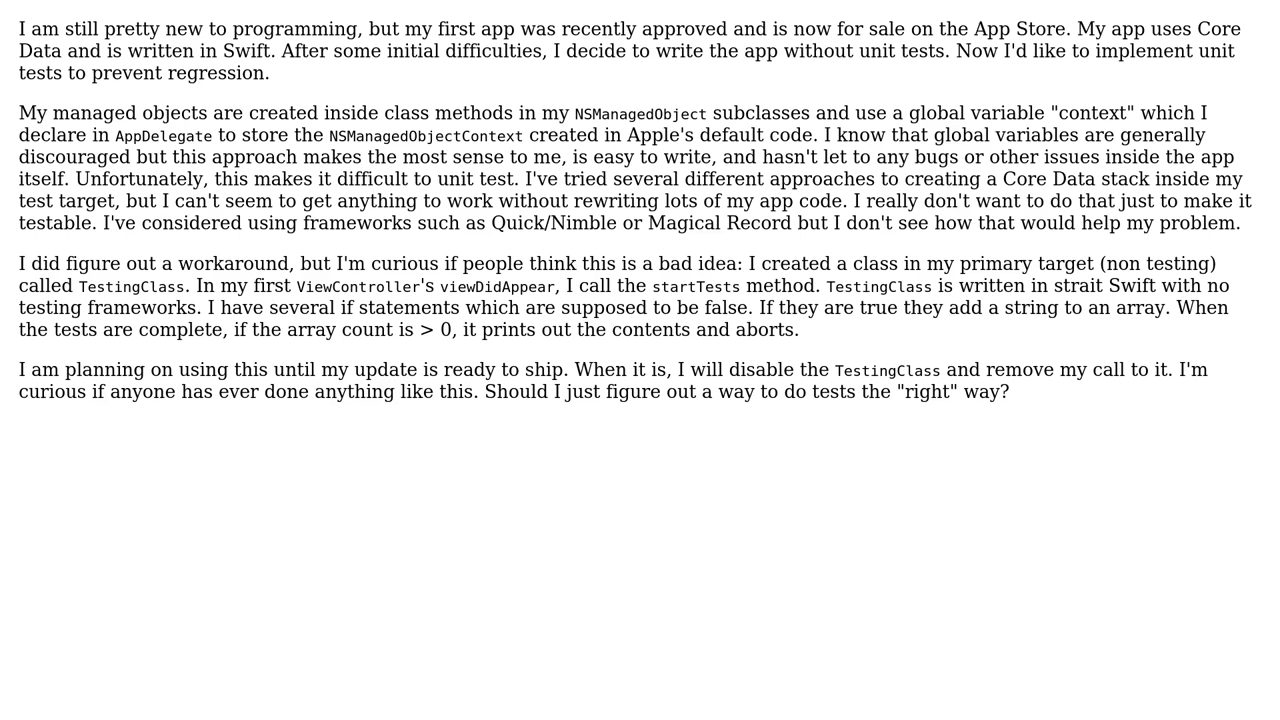 I am still pretty new to programming, but my first app was recently approved and is now for sale on the App Store. My app uses Core
Data and is written in Swift. After some initial difficulties, I decide to write the app without unit tests. Now I'd like to implement unit
tests to prevent regression.
My managed objects are created inside class methods in my NSManagedObject subclasses and use a global variable "context" which I
declare in AppDelegate to store the NSManagedObjectContext created in Apple's default code. I know that global variables are generally
discouraged but this approach makes the most sense to me, is easy to write, and hasn't let to any bugs or other issues inside the app
itself. Unfortunately, this makes it difficult to unit test. I've tried several different approaches to creating a Core Data stack inside my
test target, but I can't seem to get anything to work without rewriting lots of my app code. I really don't want to do that just to make it
testable. I've considered using frameworks such as Quick/Nimble or Magical Record but I don't see how that would help my problem.
I did figure out a workaround, but I'm curious if people think this is a bad idea: I created a class in my primary target (non testing)
called TestingClass. In my first ViewController's viewDidAppear, I call the startTests method. TestingClass is written in strait Swift with no
testing frameworks. I have several if statements which are supposed to be false. If they are true they add a string to an array. When
the tests are complete, if the array count is > 0, it prints out the contents and aborts.
I am planning on using this until my update is ready to ship. When it is, I will disable the TestingClass and remove my call to it. I'm
curious if anyone has ever done anything like this. Should I just figure out a way to do tests the "right" way?